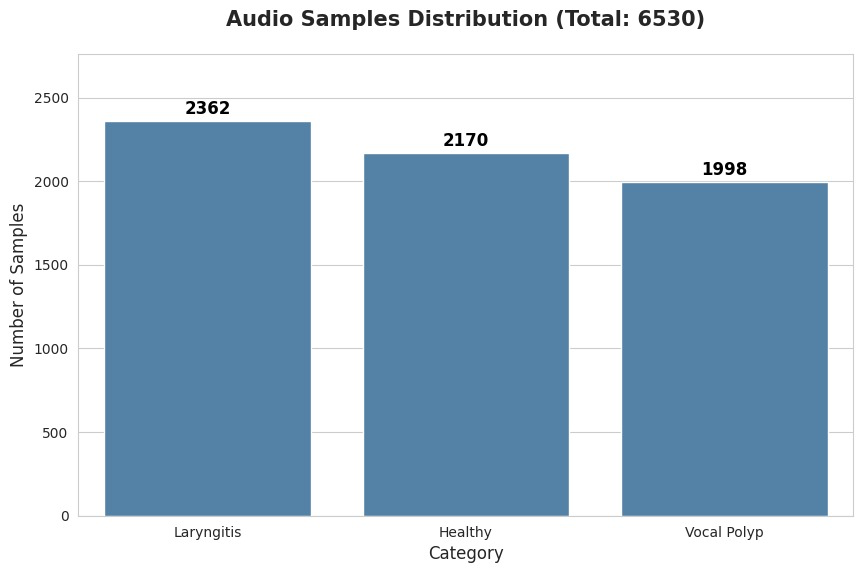 Audio Samples Distribution (Total: 6530)
Number of Samples
2500
2000
1500
1000
500
0
2362
2170
1998
Laryngitis
Healthy
Vocal Polyp
Category